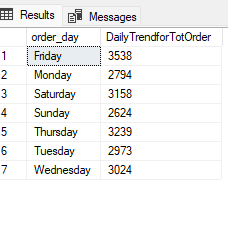 Results Messages
order_day DailyTrendforTotOrder
1 Friday 3538
2 Monday 2794
3 Saturday 3158
4 Sunday 2624
5 Thursday 3239
6 Tuesday 2973
7 Wednesday 3024